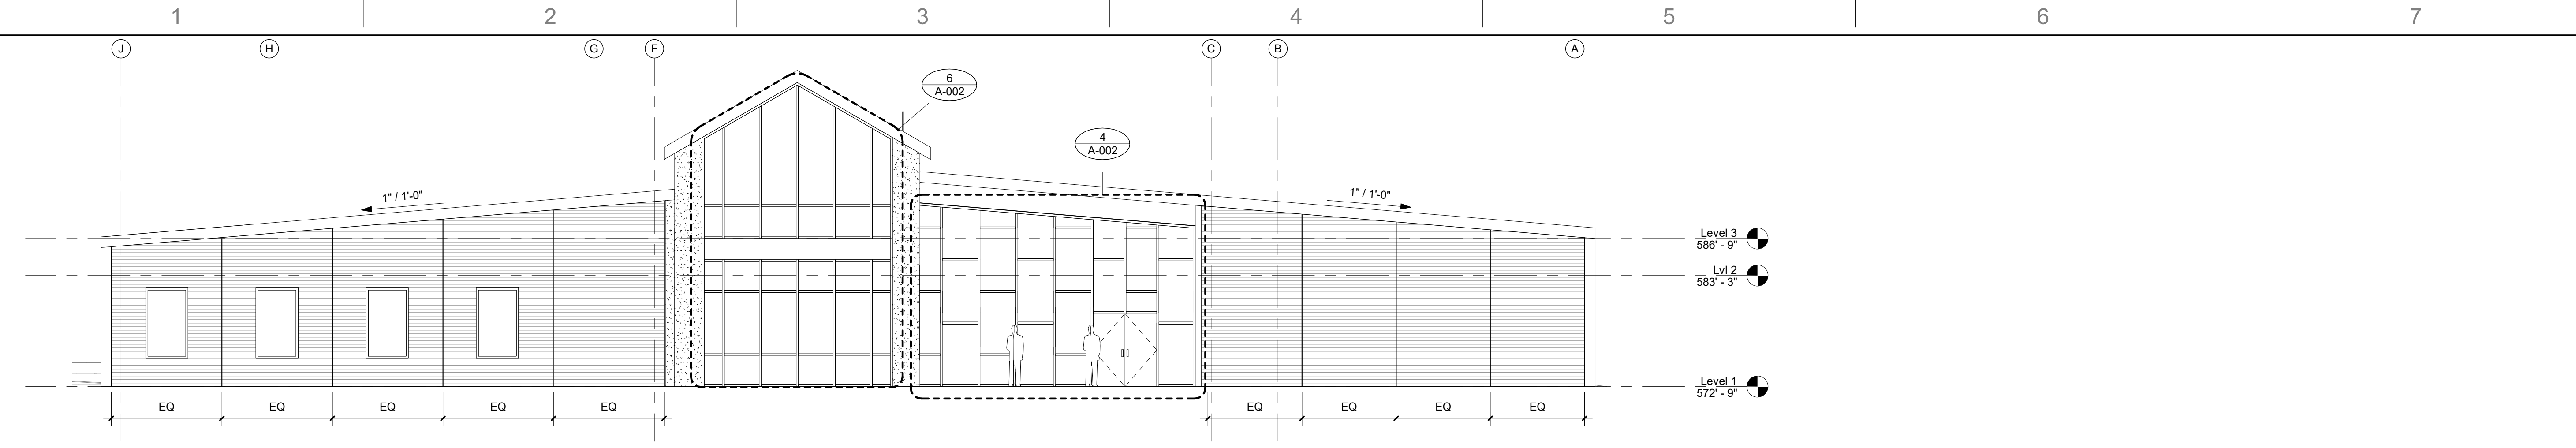 1 2 3 4 5 6 7
J H G F C B A
6
A-002
4
A-002
1" / 1'-0"
1" / 1'-0"
Level 3
586' - 9"
Lvl 2
583' - 3"
Level 1
572' - 9"
EQ EQ EQ EQ EQ EQ EQ EQ EQ